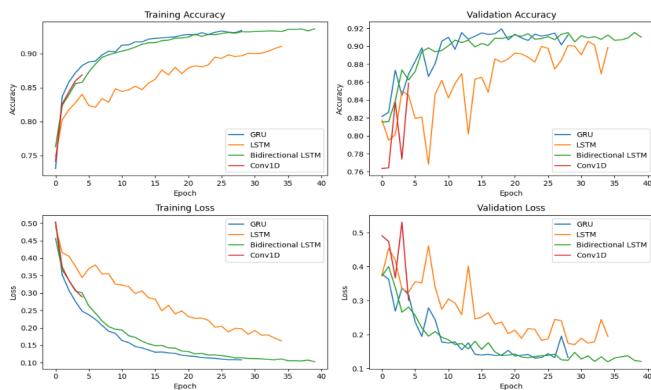 Training Accuracy
Accuracy
0.90
0.85
0.80
0.75
0 5 10 15 20 25 30 35 40
Epoch
GRU
LSTM
Bidirectional LSTM
Conv1D
Validation Accuracy
Accuracy
0.92
0.90
0.88
0.86
0.84
0.82
0.80
0.78
0.76
0 5 10 15 20 25 30 35 40
Epoch
GRU
LSTM
Bidirectional LSTM
Conv1D
Training Loss
Loss
0.50
0.45
0.40
0.35
0.30
0.25
0.20
0.15
0.10
0 5 10 15 20 25 30 35 40
Epoch
GRU
LSTM
Bidirectional LSTM
Conv1D
Validation Loss
Loss
0.5
0.4
0.3
0.2
0.1
0 5 10 15 20 25 30 35 40
Epoch
GRU
LSTM
Bidirectional LSTM
Conv1D